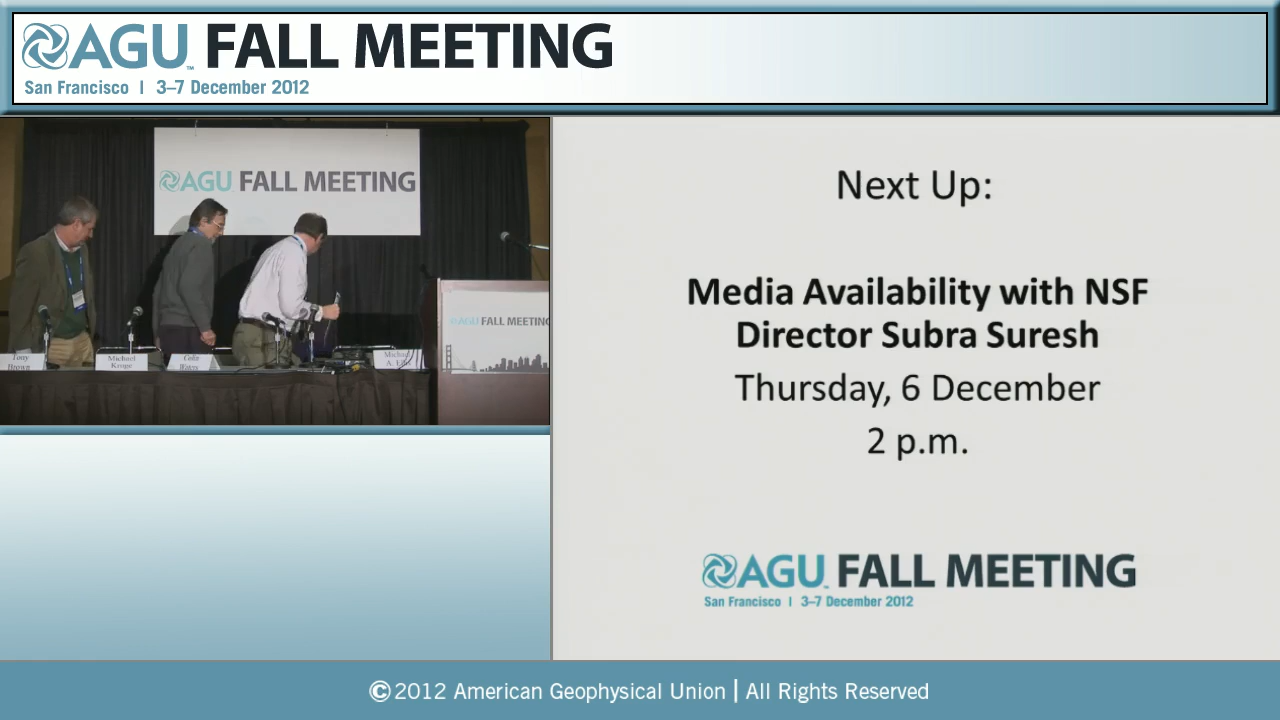 AGU FALL MEETING
San Francisco | 3–7 December 2012
AGU FALL MEETING
AGU FALL MEETING
Tony
Brown
Michael
Kruge
Colin
Michael
A.
Next Up:
Media Availability with NSF
Director Subra Suresh
Thursday, 6 December
2 p.m.
AGU FALL MEETING
San Francisco | 3–7 December 2012
©2012 American Geophysical Union | All Rights Reserved